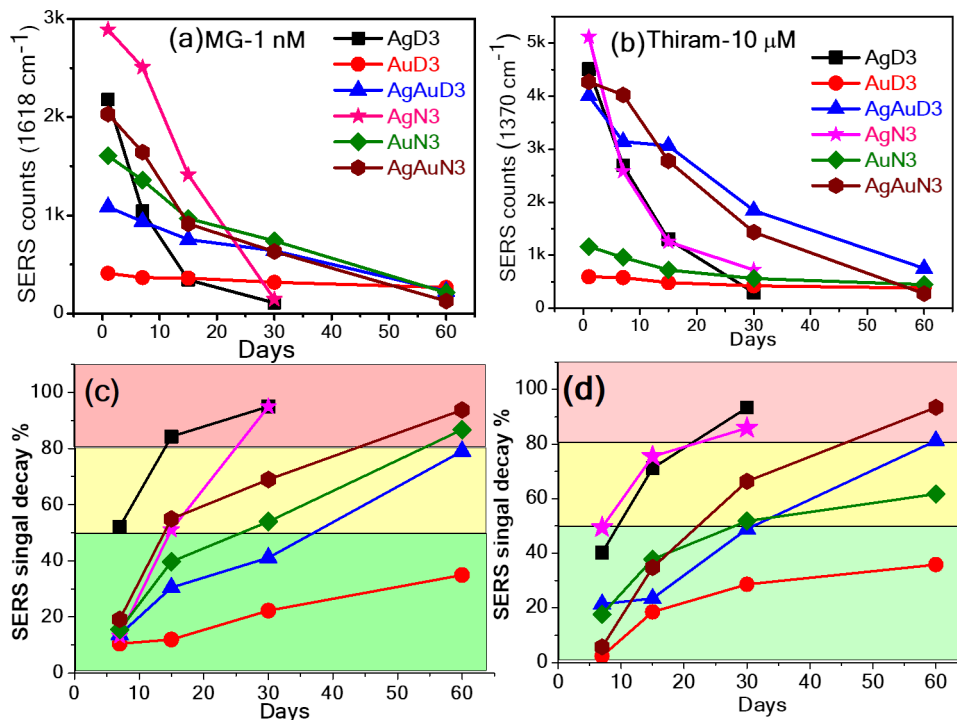 (a) MG-1 nM
3k
2k
1k
0
SERS counts (1618 cm⁻¹)
AgD3
AuD3
AgAuD3
AgN3
AuN3
AgAuN3
0 10 20 30 40 50 60
Days
(b) Thiram-10 μM
5k
4k
3k
2k
1k
0
SERS counts (1370 cm⁻¹)
AgD3
AuD3
AgAuD3
AgN3
AuN3
AgAuN3
0 10 20 30 40 50 60
Days
(c)
100
80
60
40
20
0
SERS singal decay %
0 10 20 30 40 50 60
Days
(d)
100
80
60
40
20
0
SERS singal decay %
0 10 20 30 40 50 60
Days